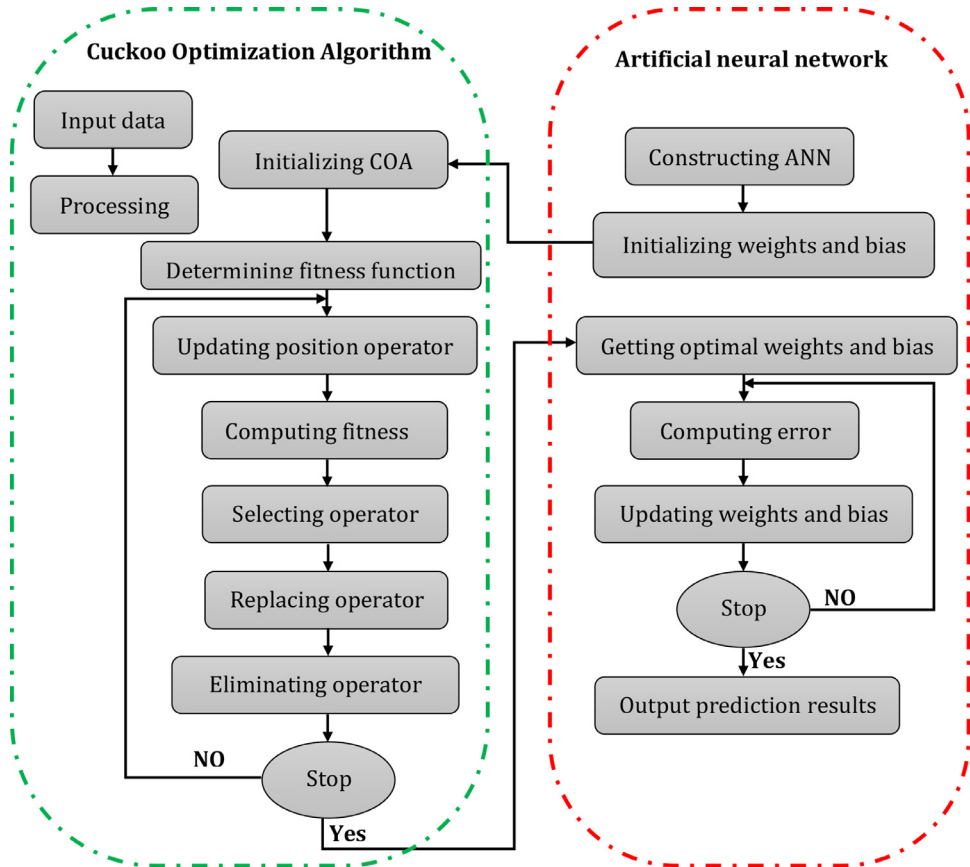 Cuckoo Optimization Algorithm
Input data
Processing
Initializing COA
Determining fitness function
Updating position operator
Computing fitness
Selecting operator
Replacing operator
Eliminating operator
NO
Stop
Yes
Artificial neural network
Constructing ANN
Initializing weights and bias
Getting optimal weights and bias
Computing error
Updating weights and bias
Stop
NO
Yes
Output prediction results